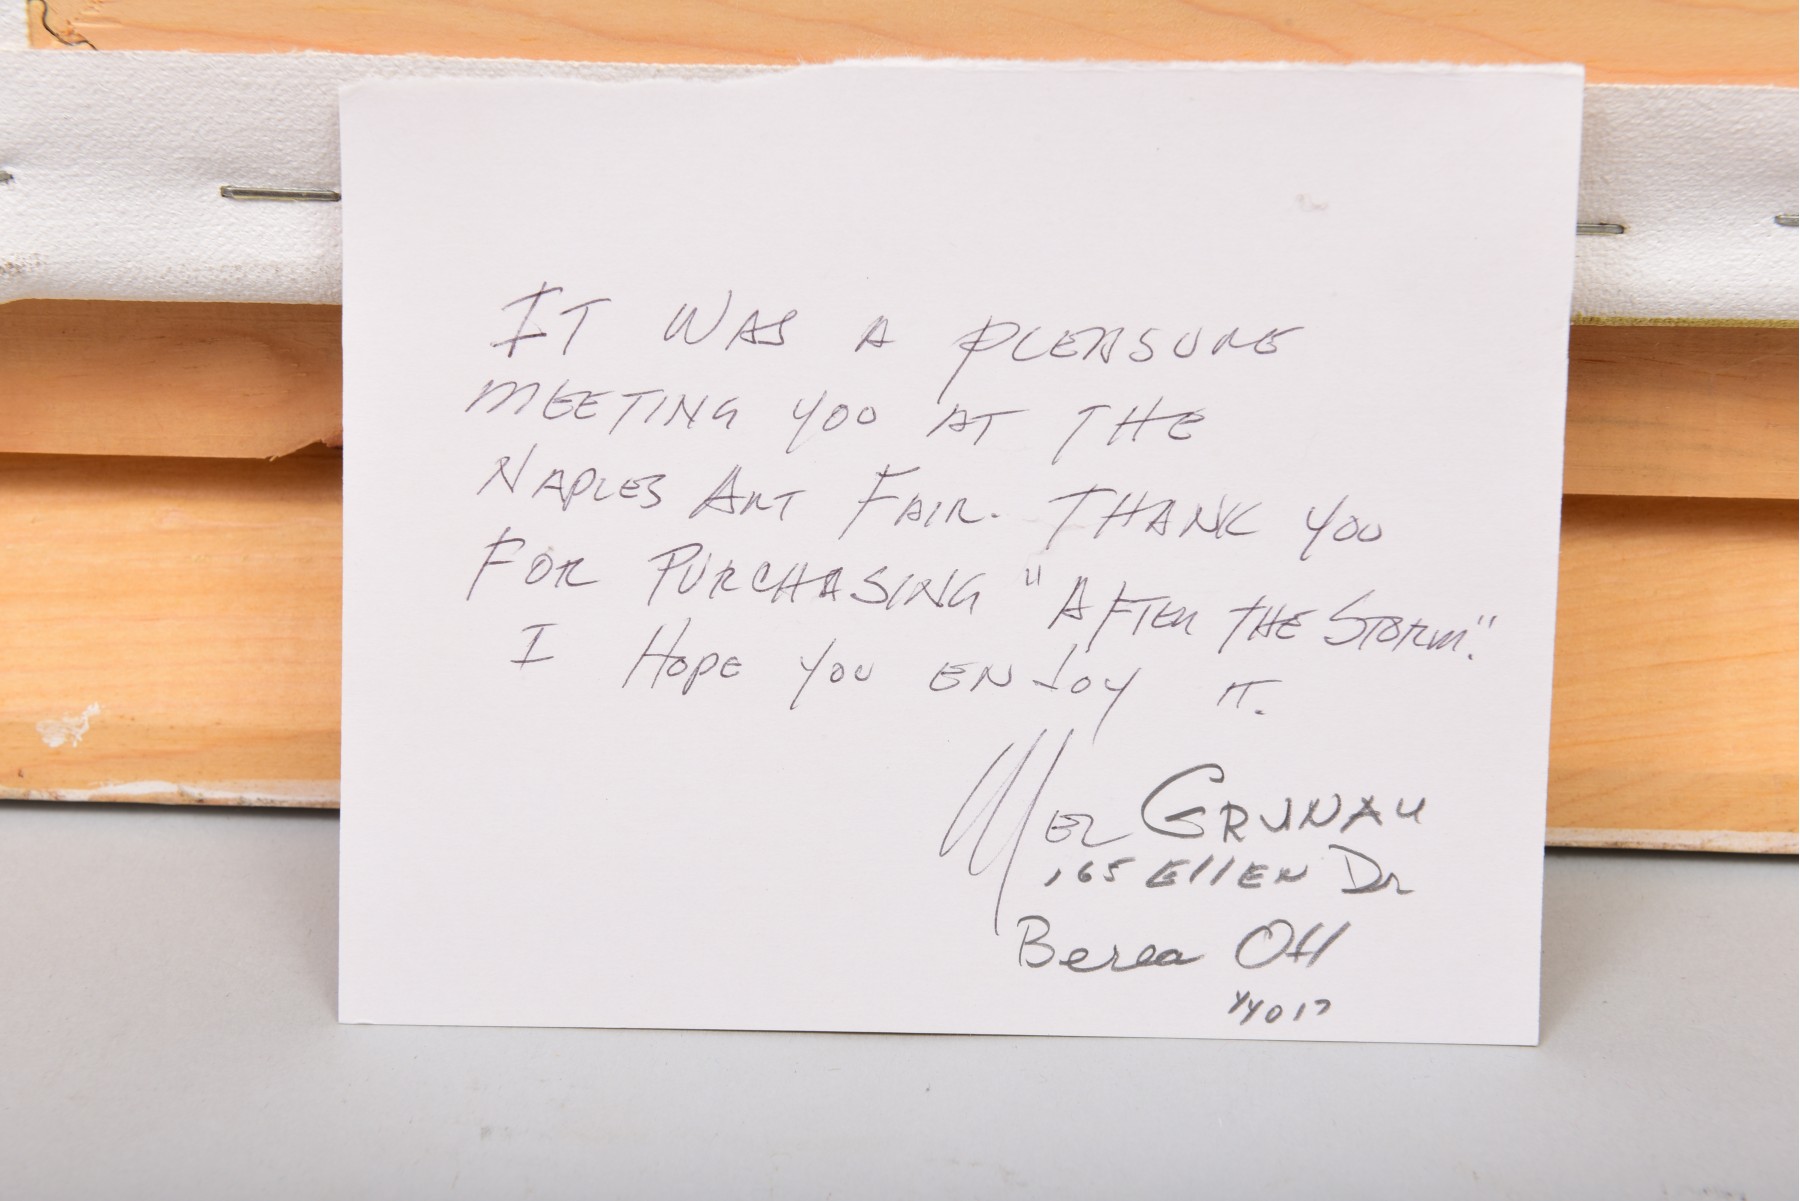 IT WAS A PLEASURE
MEETING YOU AT THE
NAPLES ART FAIR. THANK YOU
FOR PURCHASING "AFTER THE STORM."
I HOPE YOU ENJOY IT.
MEL GRUNAU
165 EllEN DR
Berea OH
44017